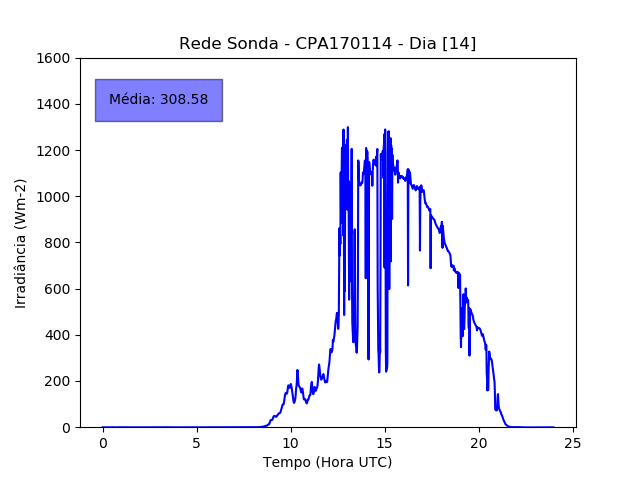 Rede Sonda - CPA170114 - Dia [14]
1600
1400
1200
1000
800
600
400
200
0
Média: 308.58
Irradiância (Wm-2)
0 5 10 15 20 25
Tempo (Hora UTC)